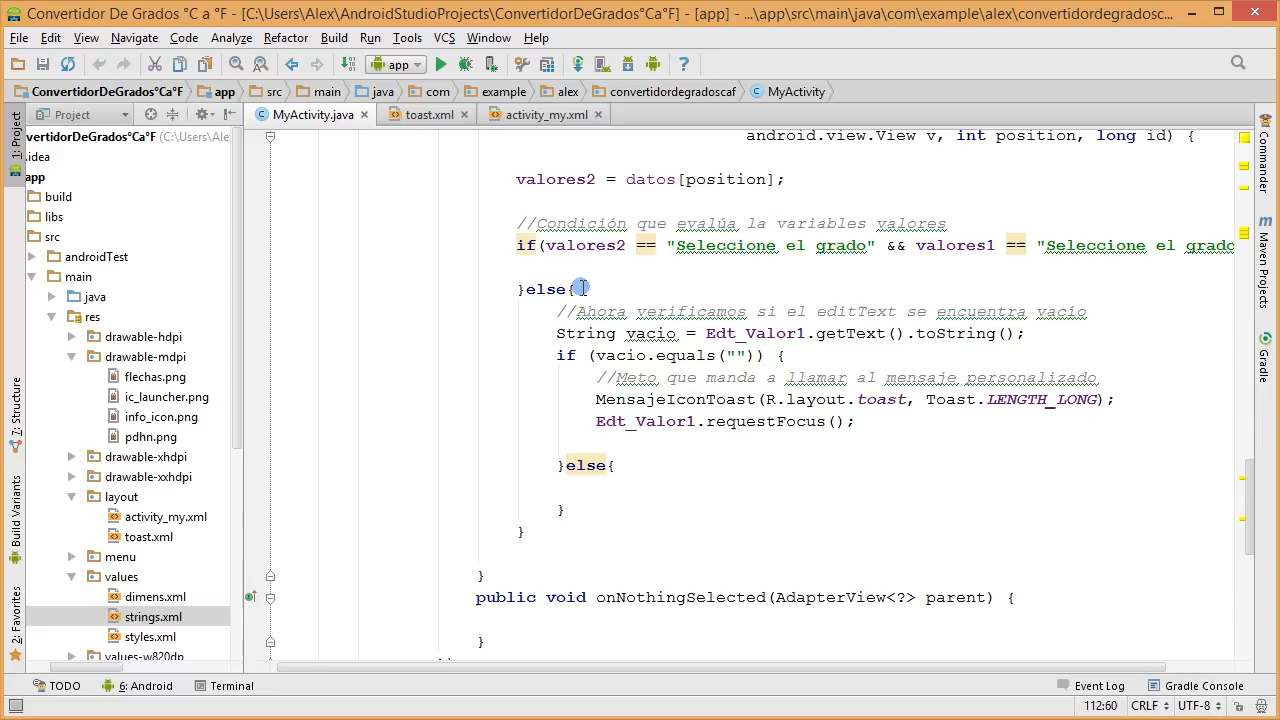 Convertidor De Grados °C a °F - [C:\Users\Alex\AndroidStudioProjects\ConvertidorDeGrados°Ca°F] - [app] - ...\app\src\main\java\com\example\alex\convertidordegradosc...
File Edit View Navigate Code Analyze Refactor Build Run Tools VCS Window Help
app
ConvertidorDeGrados°Ca°F app src main java com example alex convertidordegradoscaf MyActivity
Project
MyActivity.java toast.xml activity_my.xml
vertidorDeGrados°Ca°F (C:\Users\Ale
.idea
app
build
libs
src
androidTest
main
java
res
drawable-hdpi
drawable-mdpi
flechas.png
ic_launcher.png
info_icon.png
pdhn.png
drawable-xhdpi
drawable-xxhdpi
layout
activity_my.xml
toast.xml
menu
values
dimens.xml
strings.xml
styles.xml
values-w820dp
1: Project
7: Structure
Build Variants
2: Favorites
android.view.View v, int position, long id) {
valores2 = datos[position];
//Condición que evalúa la variables valores
if(valores2 == "Seleccione el grado" && valores1 == "Seleccione el grado
}else{
//Ahora verificamos si el editText se encuentra vacío
String vacio = Edt_Valor1.getText().toString();
if (vacio.equals("")) {
//Meto que manda a llamar al mensaje personalizado
MensajeIconToast(R.layout.toast, Toast.LENGTH_LONG);
Edt_Valor1.requestFocus();
}else{
}
}
}
public void onNothingSelected(AdapterView<?> parent) {
}
Commander
m
Maven Projects
Gradle
TODO 6: Android Terminal Event Log Gradle Console
112:60 CRLF UTF-8